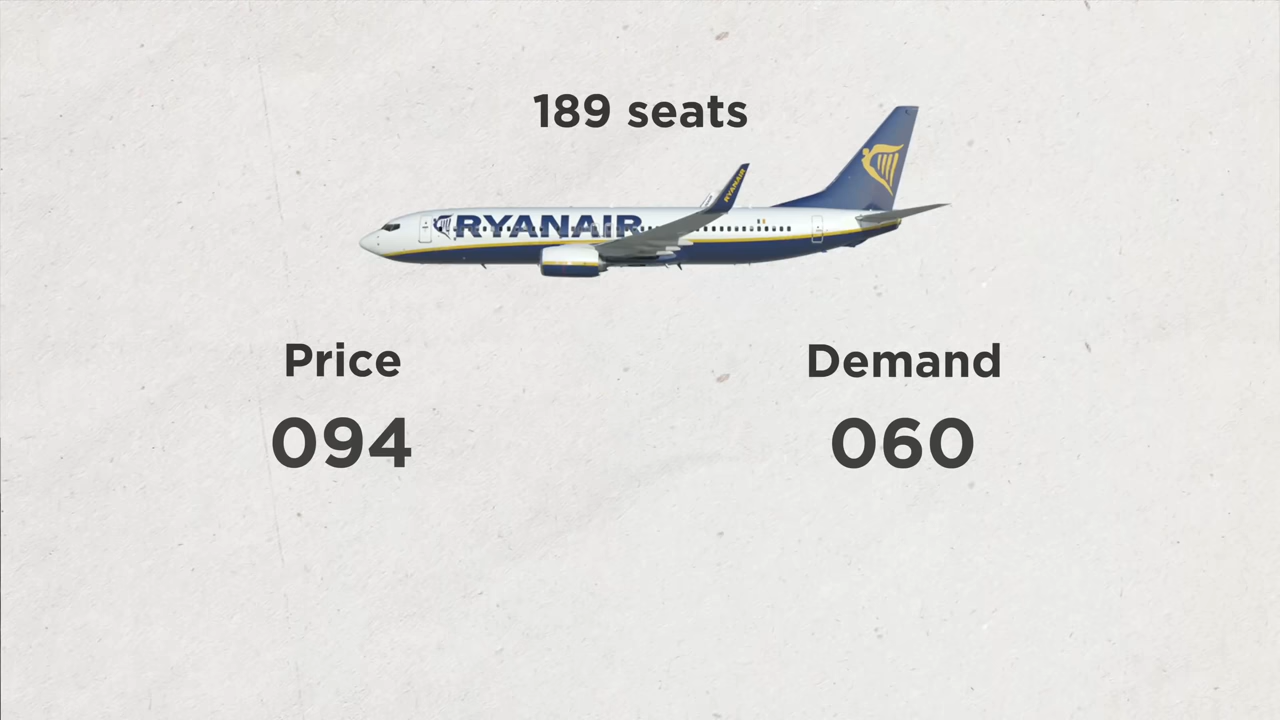 189 seats
RYANAIR
RYANAIR
Price
Demand
094
060